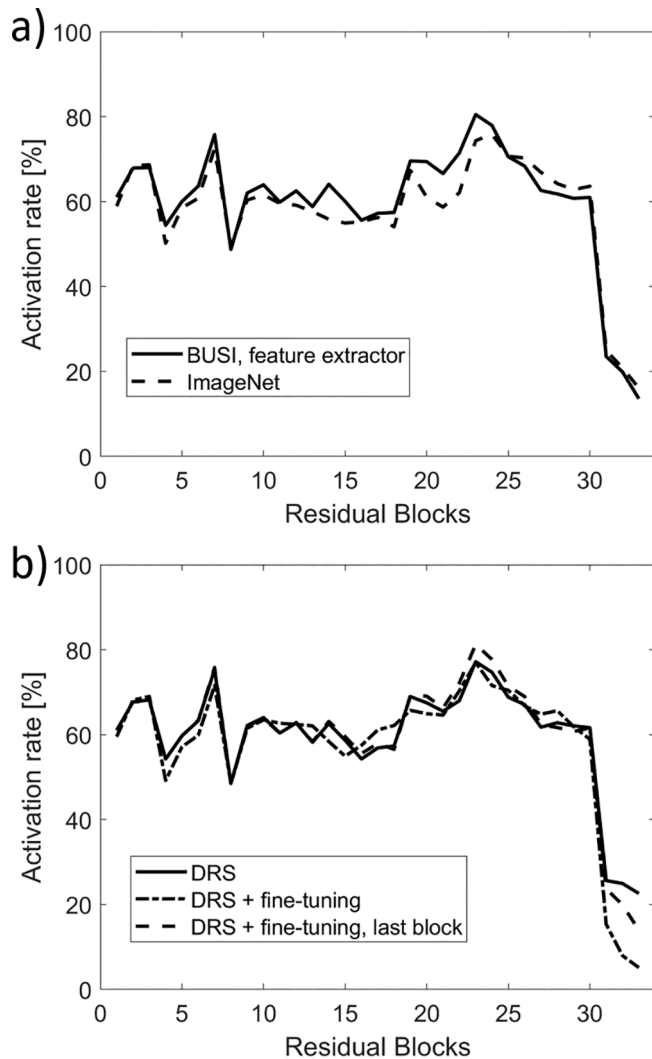 a)
100
80
60
40
20
0
Activation rate [%]
BUSI, feature extractor
ImageNet
0 5 10 15 20 25 30
Residual Blocks
b)
100
80
60
40
20
0
Activation rate [%]
DRS
DRS + fine-tuning
DRS + fine-tuning, last block
0 5 10 15 20 25 30
Residual Blocks